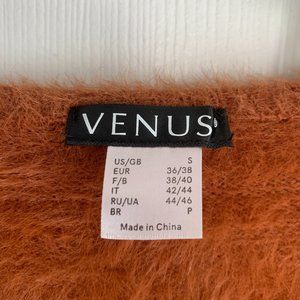 VENUS
US/GB S
EUR 36/38
F/B 38/40
IT 42/44
RU/UA 44/46
BR P
Made in China